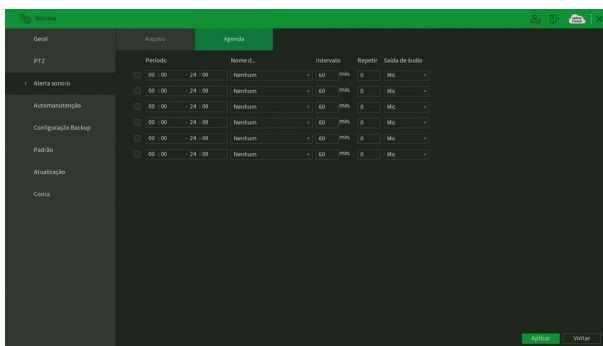 Sistema
Geral
PTZ
Alerta sonoro
Automanutenção
Configuração Backup
Padrão
Atualização
Conta
Arquivo Agenda
Período Nome d... Intervalo Repetir Saída de áudio
00 : 00 - 24 : 00 Nenhum 60 min. 0 Mic
00 : 00 - 24 : 00 Nenhum 60 min. 0 Mic
00 : 00 - 24 : 00 Nenhum 60 min. 0 Mic
00 : 00 - 24 : 00 Nenhum 60 min. 0 Mic
00 : 00 - 24 : 00 Nenhum 60 min. 0 Mic
00 : 00 - 24 : 00 Nenhum 60 min. 0 Mic
Aplicar Voltar